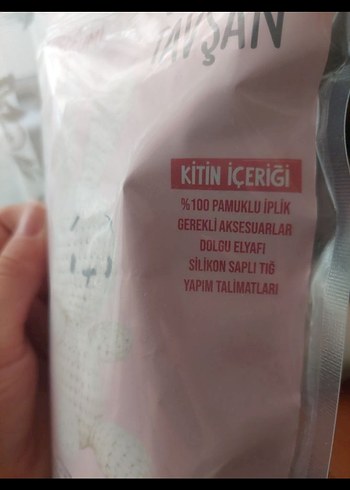 TAVŞAN
KİTİN İÇERİĞİ
%100 PAMUKLU İPLİK
GEREKLİ AKSESUARLAR
DOLGU ELYAFI
SİLİKON SAPLI TIĞ
YAPIM TALİMATLARI